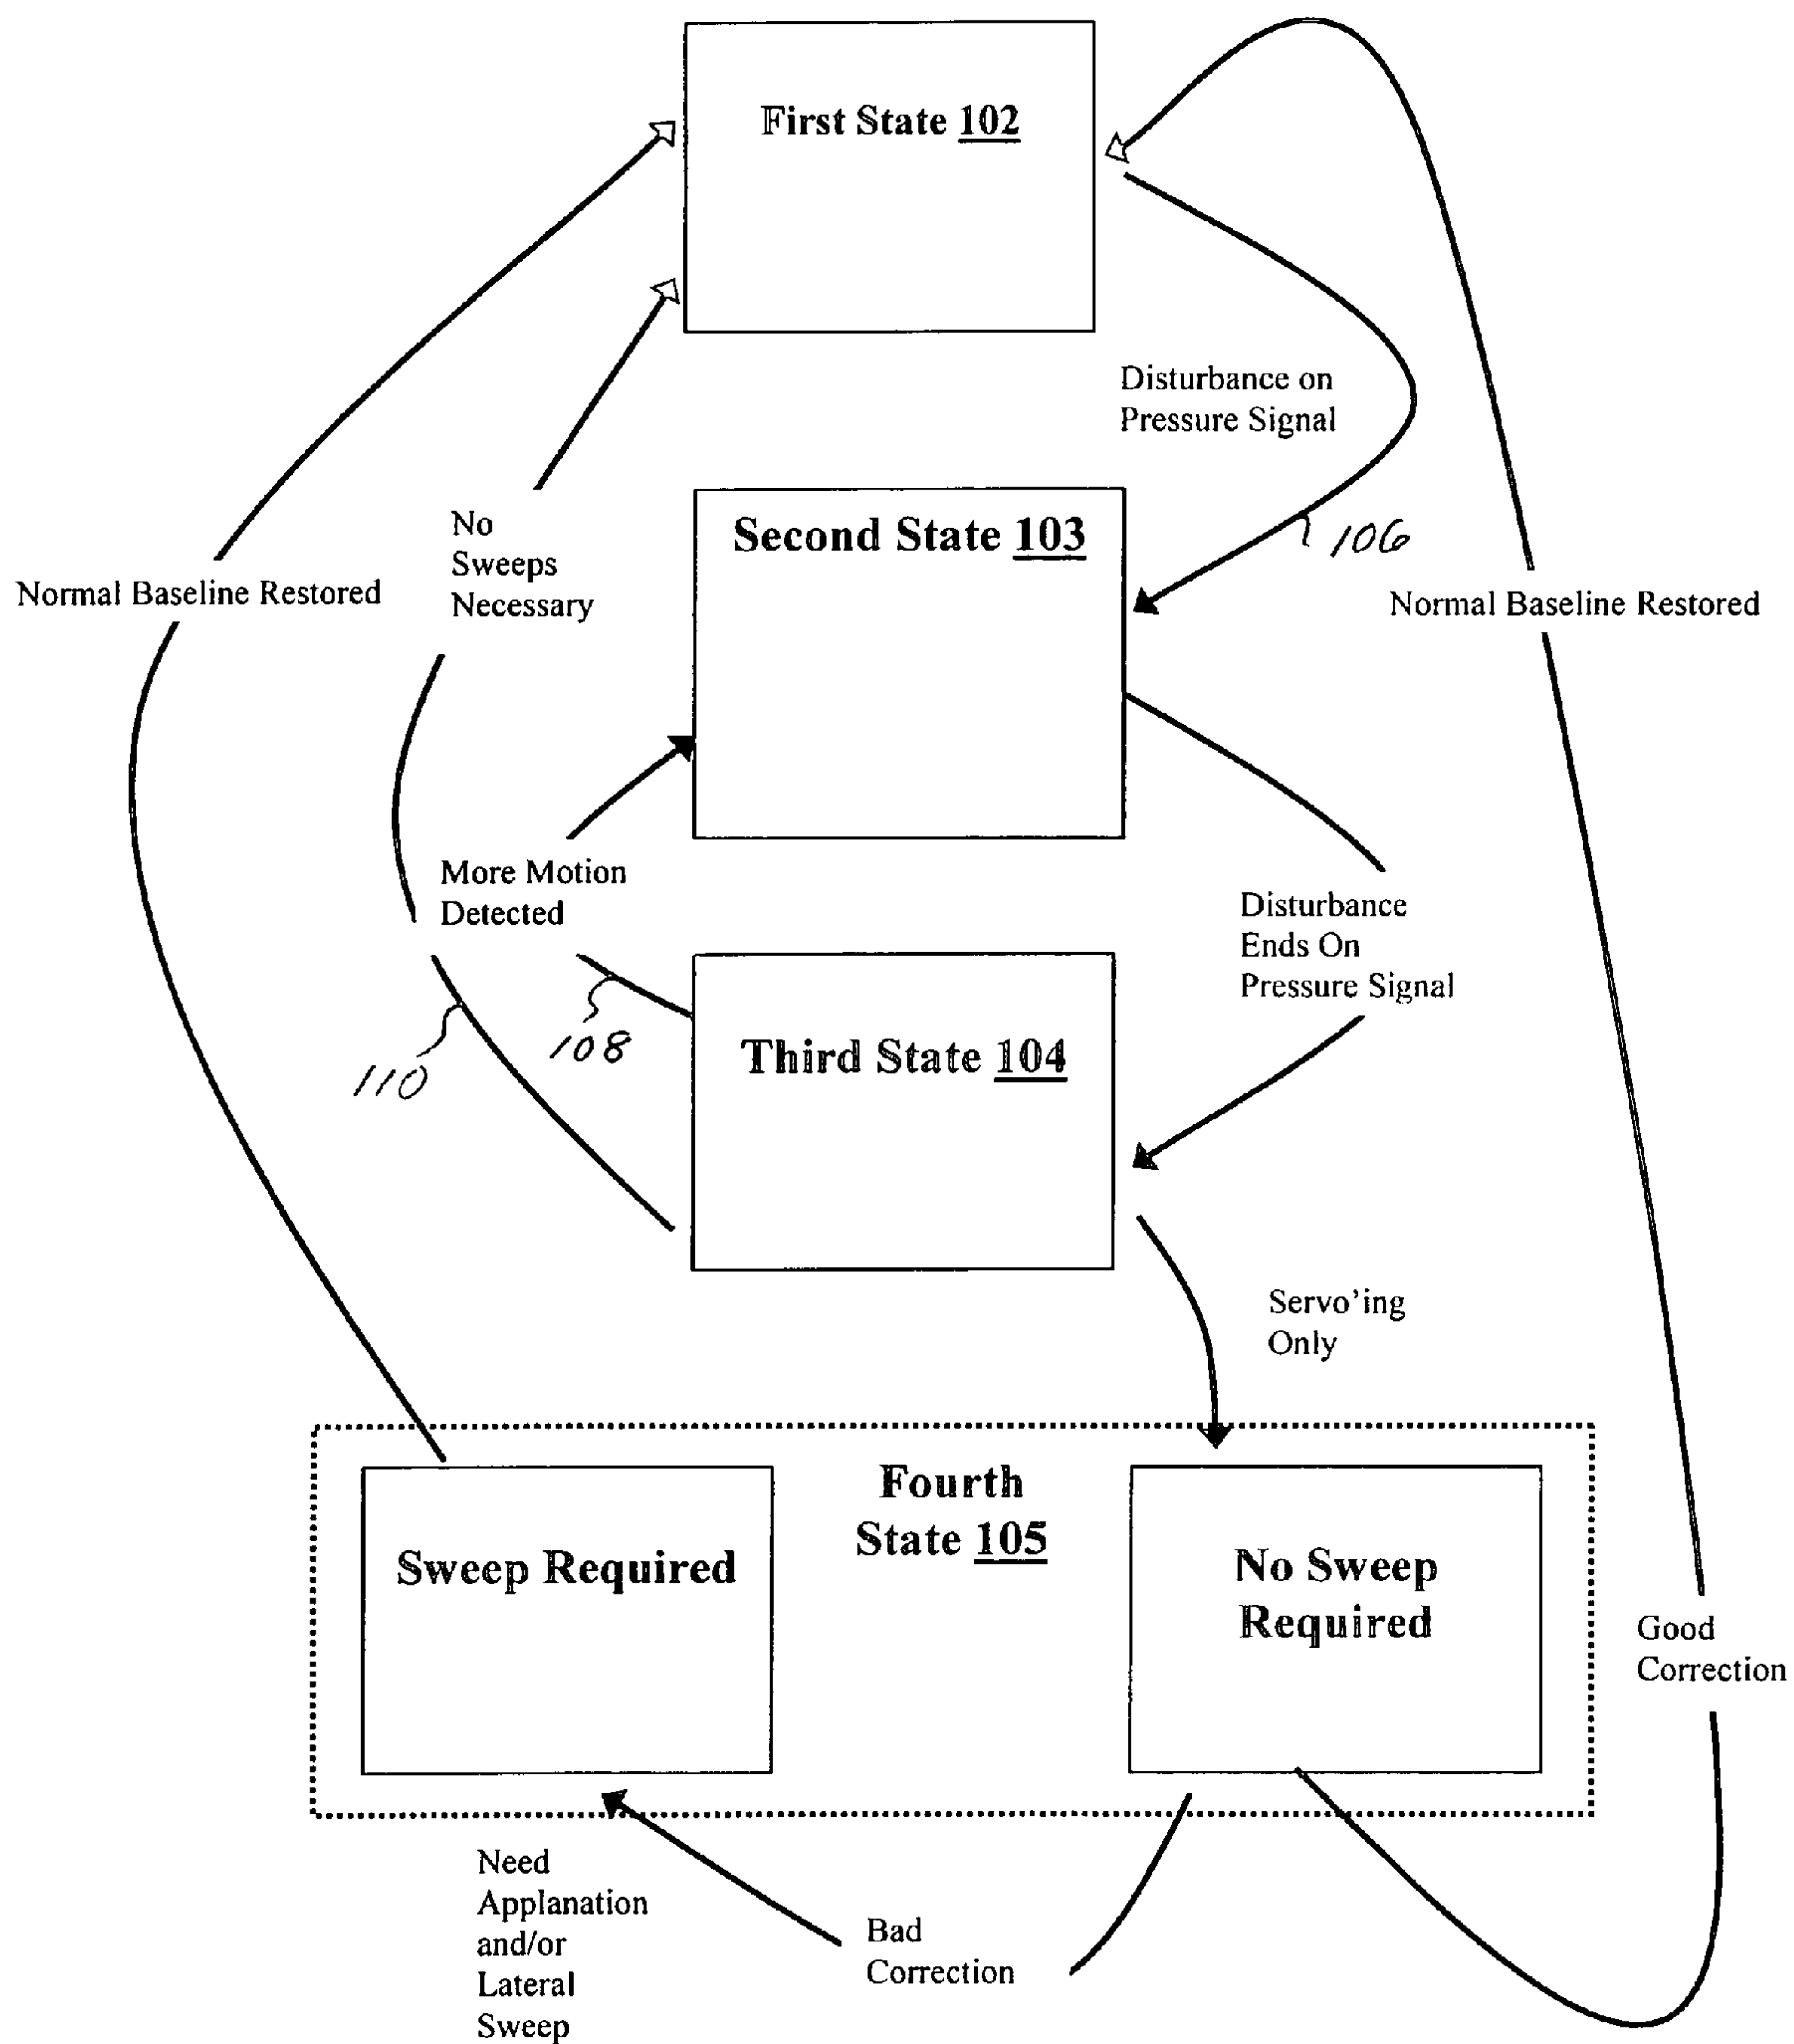 First State 102
Disturbance on
Pressure Signal
106
No
Sweeps
Necessary
Second State 103
Normal Baseline Restored
Normal Baseline Restored
More Motion
Detected
Disturbance
Ends On
Pressure Signal
108
110
Third State 104
Servo'ing
Only
Fourth
State 105
Sweep Required
No Sweep
Required
Good
Correction
Need
Applanation
and/or
Lateral
Sweep
Bad
Correction